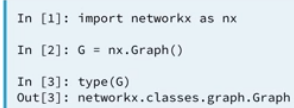 In [1]: import networkx as nx
In [2]: G = nx.Graph()
In [3]: type(G)
Out[3]: networkx.classes.graph.Graph